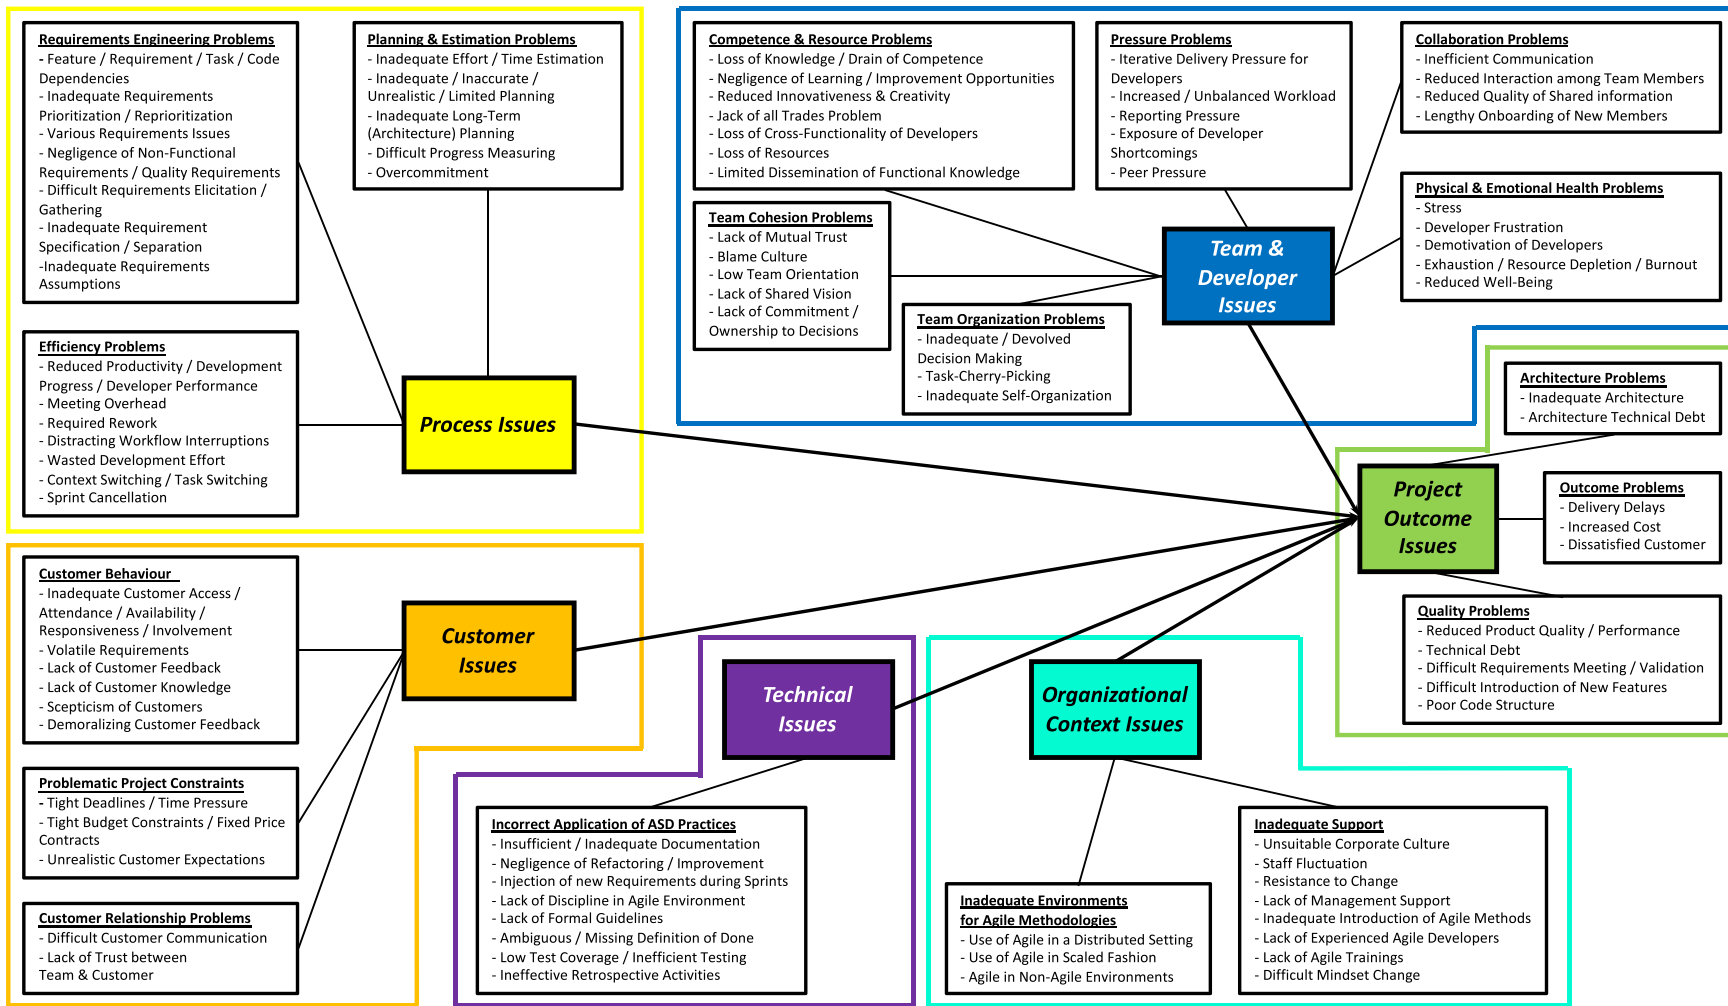 Requirements Engineering Problems
- Feature / Requirement / Task / Code
Dependencies
- Inadequate Requirements
Prioritization / Reprioritization
- Various Requirements Issues
- Negligence of Non-Functional
Requirements / Quality Requirements
- Difficult Requirements Elicitation /
Gathering
- Inadequate Requirement
Specification / Separation
-Inadequate Requirements
Assumptions
Planning & Estimation Problems
- Inadequate Effort / Time Estimation
- Inadequate / Inaccurate /
Unrealistic / Limited Planning
- Inadequate Long-Term
(Architecture) Planning
- Difficult Progress Measuring
- Overcommitment
Efficiency Problems
- Reduced Productivity / Development
Progress / Developer Performance
- Meeting Overhead
- Required Rework
- Distracting Workflow Interruptions
- Wasted Development Effort
- Context Switching / Task Switching
- Sprint Cancellation
Process Issues
Competence & Resource Problems
- Loss of Knowledge / Drain of Competence
- Negligence of Learning / Improvement Opportunities
- Reduced Innovativeness & Creativity
- Jack of all Trades Problem
- Loss of Cross-Functionality of Developers
- Loss of Resources
- Limited Dissemination of Functional Knowledge
Pressure Problems
- Iterative Delivery Pressure for
Developers
- Increased / Unbalanced Workload
- Reporting Pressure
- Exposure of Developer
Shortcomings
- Peer Pressure
Collaboration Problems
- Inefficient Communication
- Reduced Interaction among Team Members
- Reduced Quality of Shared information
- Lengthy Onboarding of New Members
Team Cohesion Problems
- Lack of Mutual Trust
- Blame Culture
- Low Team Orientation
- Lack of Shared Vision
- Lack of Commitment /
Ownership to Decisions
Team Organization Problems
- Inadequate / Devolved
Decision Making
- Task-Cherry-Picking
- Inadequate Self-Organization
Team &
Developer
Issues
Physical & Emotional Health Problems
- Stress
- Developer Frustration
- Demotivation of Developers
- Exhaustion / Resource Depletion / Burnout
- Reduced Well-Being
Architecture Problems
- Inadequate Architecture
- Architecture Technical Debt
Project
Outcome
Issues
Outcome Problems
- Delivery Delays
- Increased Cost
- Dissatisfied Customer
Quality Problems
- Reduced Product Quality / Performance
- Technical Debt
- Difficult Requirements Meeting / Validation
- Difficult Introduction of New Features
- Poor Code Structure
Customer Behaviour
- Inadequate Customer Access /
Attendance / Availability /
Responsiveness / Involvement
- Volatile Requirements
- Lack of Customer Feedback
- Lack of Customer Knowledge
- Scepticism of Customers
- Demoralizing Customer Feedback
Customer
Issues
Problematic Project Constraints
- Tight Deadlines / Time Pressure
- Tight Budget Constraints / Fixed Price
Contracts
- Unrealistic Customer Expectations
Customer Relationship Problems
- Difficult Customer Communication
- Lack of Trust between
Team & Customer
Technical
Issues
Incorrect Application of ASD Practices
- Insufficient / Inadequate Documentation
- Negligence of Refactoring / Improvement
- Injection of new Requirements during Sprints
- Lack of Discipline in Agile Environment
- Lack of Formal Guidelines
- Ambiguous / Missing Definition of Done
- Low Test Coverage / Inefficient Testing
- Ineffective Retrospective Activities
Organizational
Context Issues
Inadequate Environments
for Agile Methodologies
- Use of Agile in a Distributed Setting
- Use of Agile in Scaled Fashion
- Agile in Non-Agile Environments
Inadequate Support
- Unsuitable Corporate Culture
- Staff Fluctuation
- Resistance to Change
- Lack of Management Support
- Inadequate Introduction of Agile Methods
- Lack of Experienced Agile Developers
- Lack of Agile Trainings
- Difficult Mindset Change